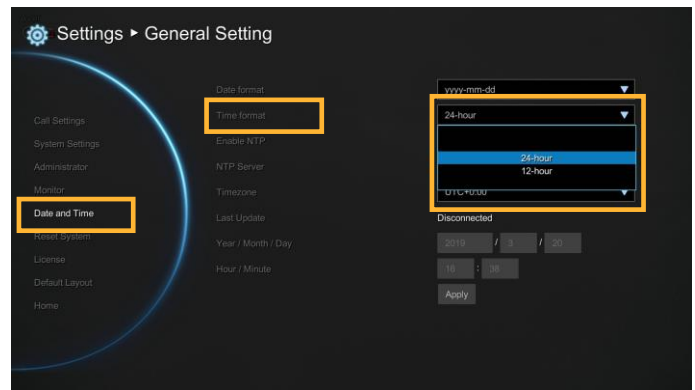 Settings ▸ General Setting
Date format
yyyy-mm-dd
Call Settings
Time format
24-hour
System Settings
Enable NTP
Administrator
NTP Server
24-hour
12-hour
Monitor
Timezone
UTC+0:00
Date and Time
Last Update
Disconnected
Reset System
Year / Month / Day
2019 / 3 / 20
License
Hour / Minute
16 : 38
Default Layout
Apply
Home